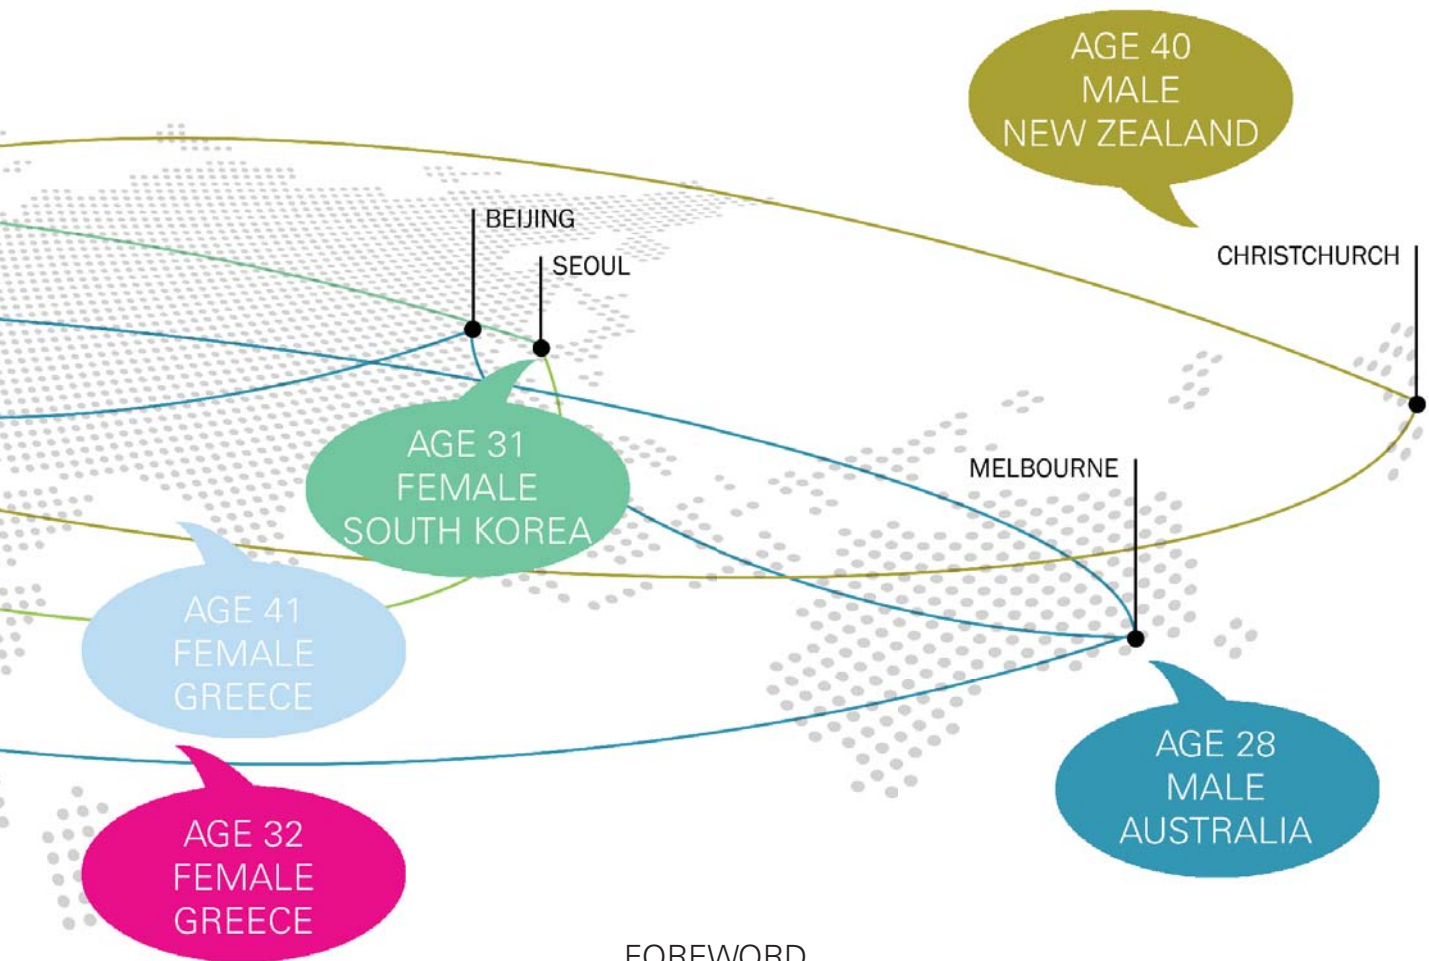 AGE 40
MALE
NEW ZEALAND
BEIJING
SEOUL
CHRISTCHURCH
AGE 31
FEMALE
SOUTH KOREA
MELBOURNE
AGE 41
FEMALE
GREECE
AGE 28
MALE
AUSTRALIA
AGE 32
FEMALE
GREECE
FOREWORD